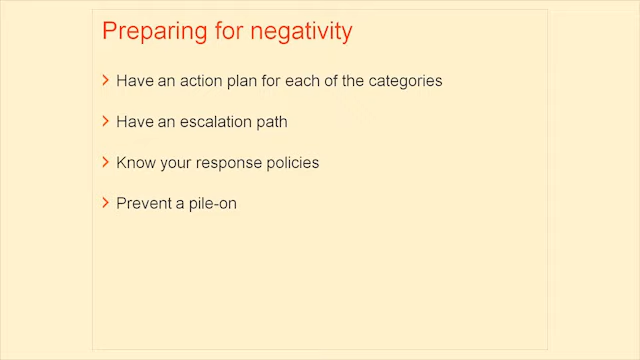 Preparing for negativity
Have an action plan for each of the categories
Have an escalation path
Know your response policies
Prevent a pile-on